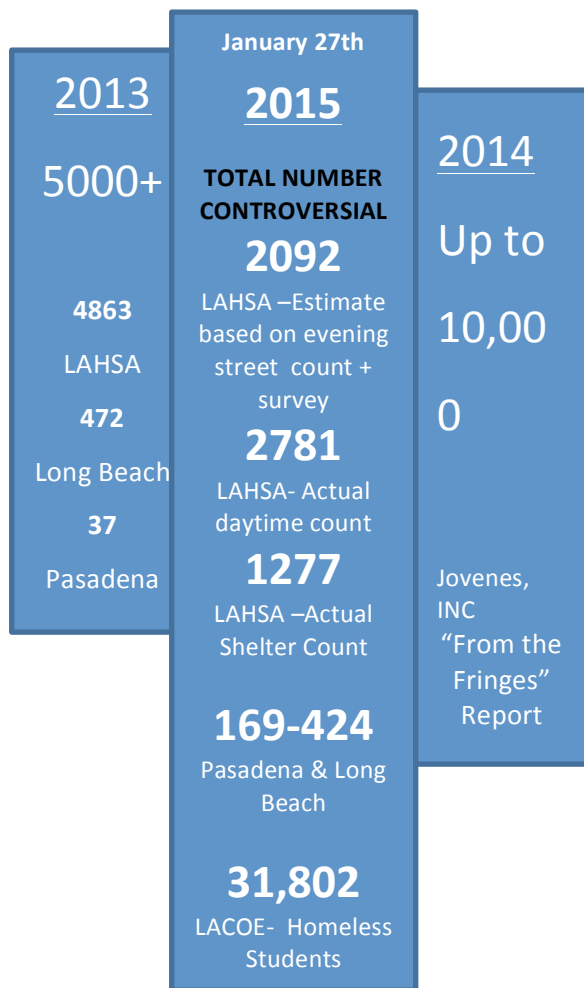 2013
5000+
4863
LAHSA
472
Long Beach
37
Pasadena
January 27th
2015
TOTAL NUMBER
CONTROVERSIAL
2092
LAHSA –Estimate
based on evening
street count +
survey
2781
LAHSA- Actual
daytime count
1277
LAHSA –Actual
Shelter Count
169-424
Pasadena & Long
Beach
31,802
LACOE- Homeless
Students
2014
Up to
10,00
0
Jovenes,
INC
“From the
Fringes”
Report